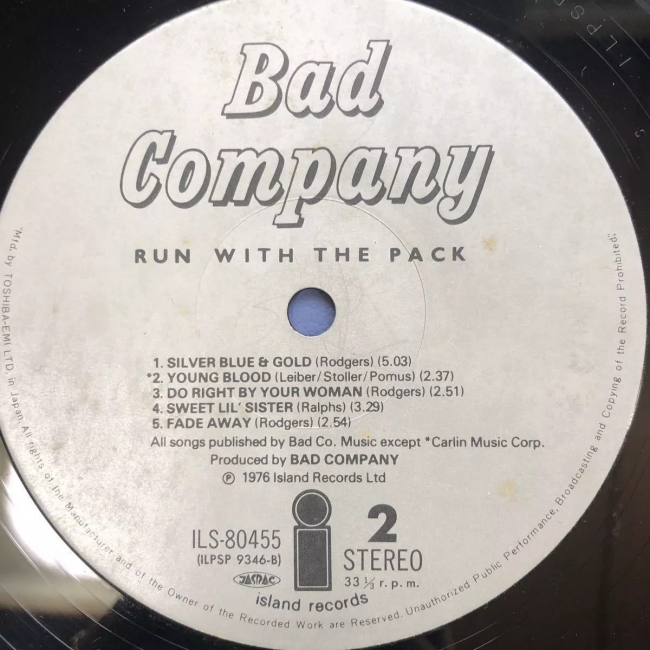 Bad
Company
RUN WITH THE PACK
1. SILVER BLUE & GOLD (Rodgers) (5.03)
*2. YOUNG BLOOD (Leiber/Stoller/Pomus) (2.37)
3. DO RIGHT BY YOUR WOMAN (Rodgers) (2.51)
4. SWEET LIL' SISTER (Ralphs) (3.29)
5. FADE AWAY (Rodgers) (2.54)
All songs published by Bad Co. Music except *Carlin Music Corp.
Produced by BAD COMPANY
Ⓟ 1976 Island Records Ltd
ILS-80455
(ILPSP 9346-B)
JASRAC
i
2
STEREO
33 ⅓ r.p.m.
island records
"Mfd. by TOSHIBA-EMI LTD. in Japan. All rights of the Manufacturer and of the Owner of the Recorded Work are Reserved. Unauthorized Public Performance, Broadcasting and Copying of the Record Prohibited."
ILPSP